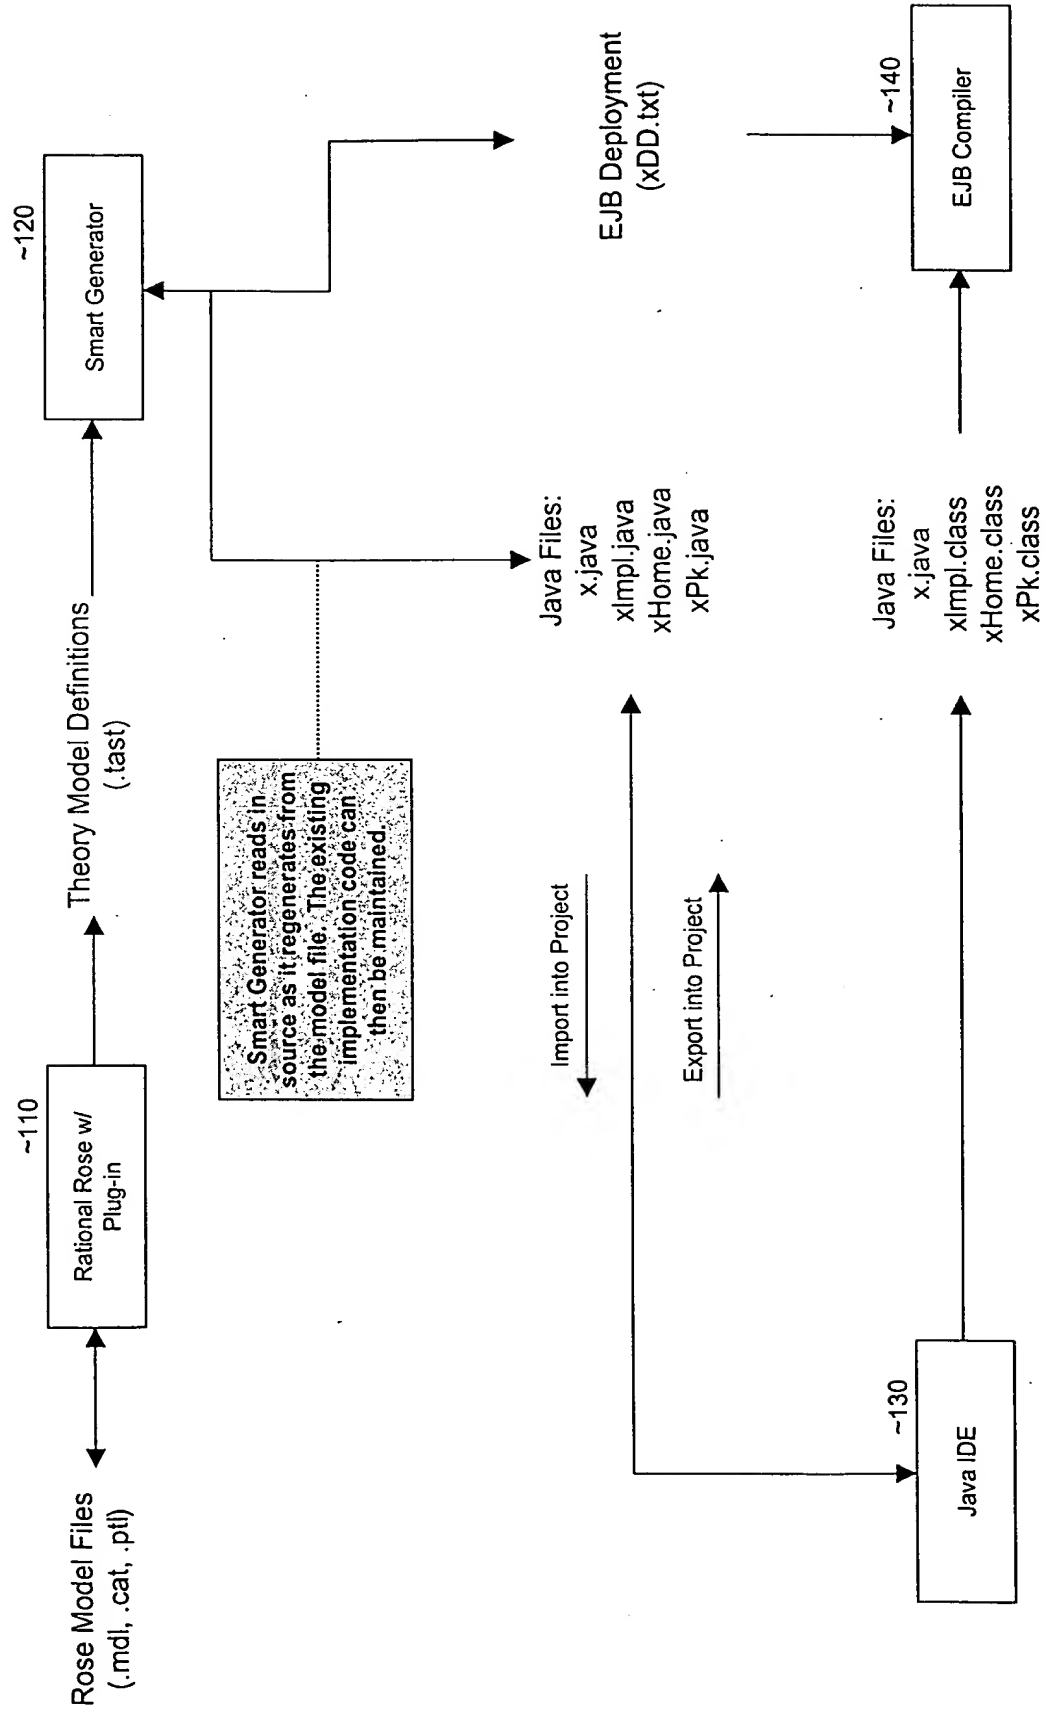 Rose Model Files
(.mdl, .cat, .ptl)
~110
Rational Rose w/
Plug-in
Theory Model Definitions
(.tast)
~120
Smart Generator
Smart Generator reads in
source as it regenerates from
the model file. The existing
implementation code can
then be maintained.
Java Files:
x.java
xImpl.java
xHome.java
xPk.java
EJB Deployment
(xDD.txt)
Import into Project
Export into Project
~130
Java IDE
Java Files:
x.java
xImpl.class
xHome.class
xPk.class
~140
EJB Compiler